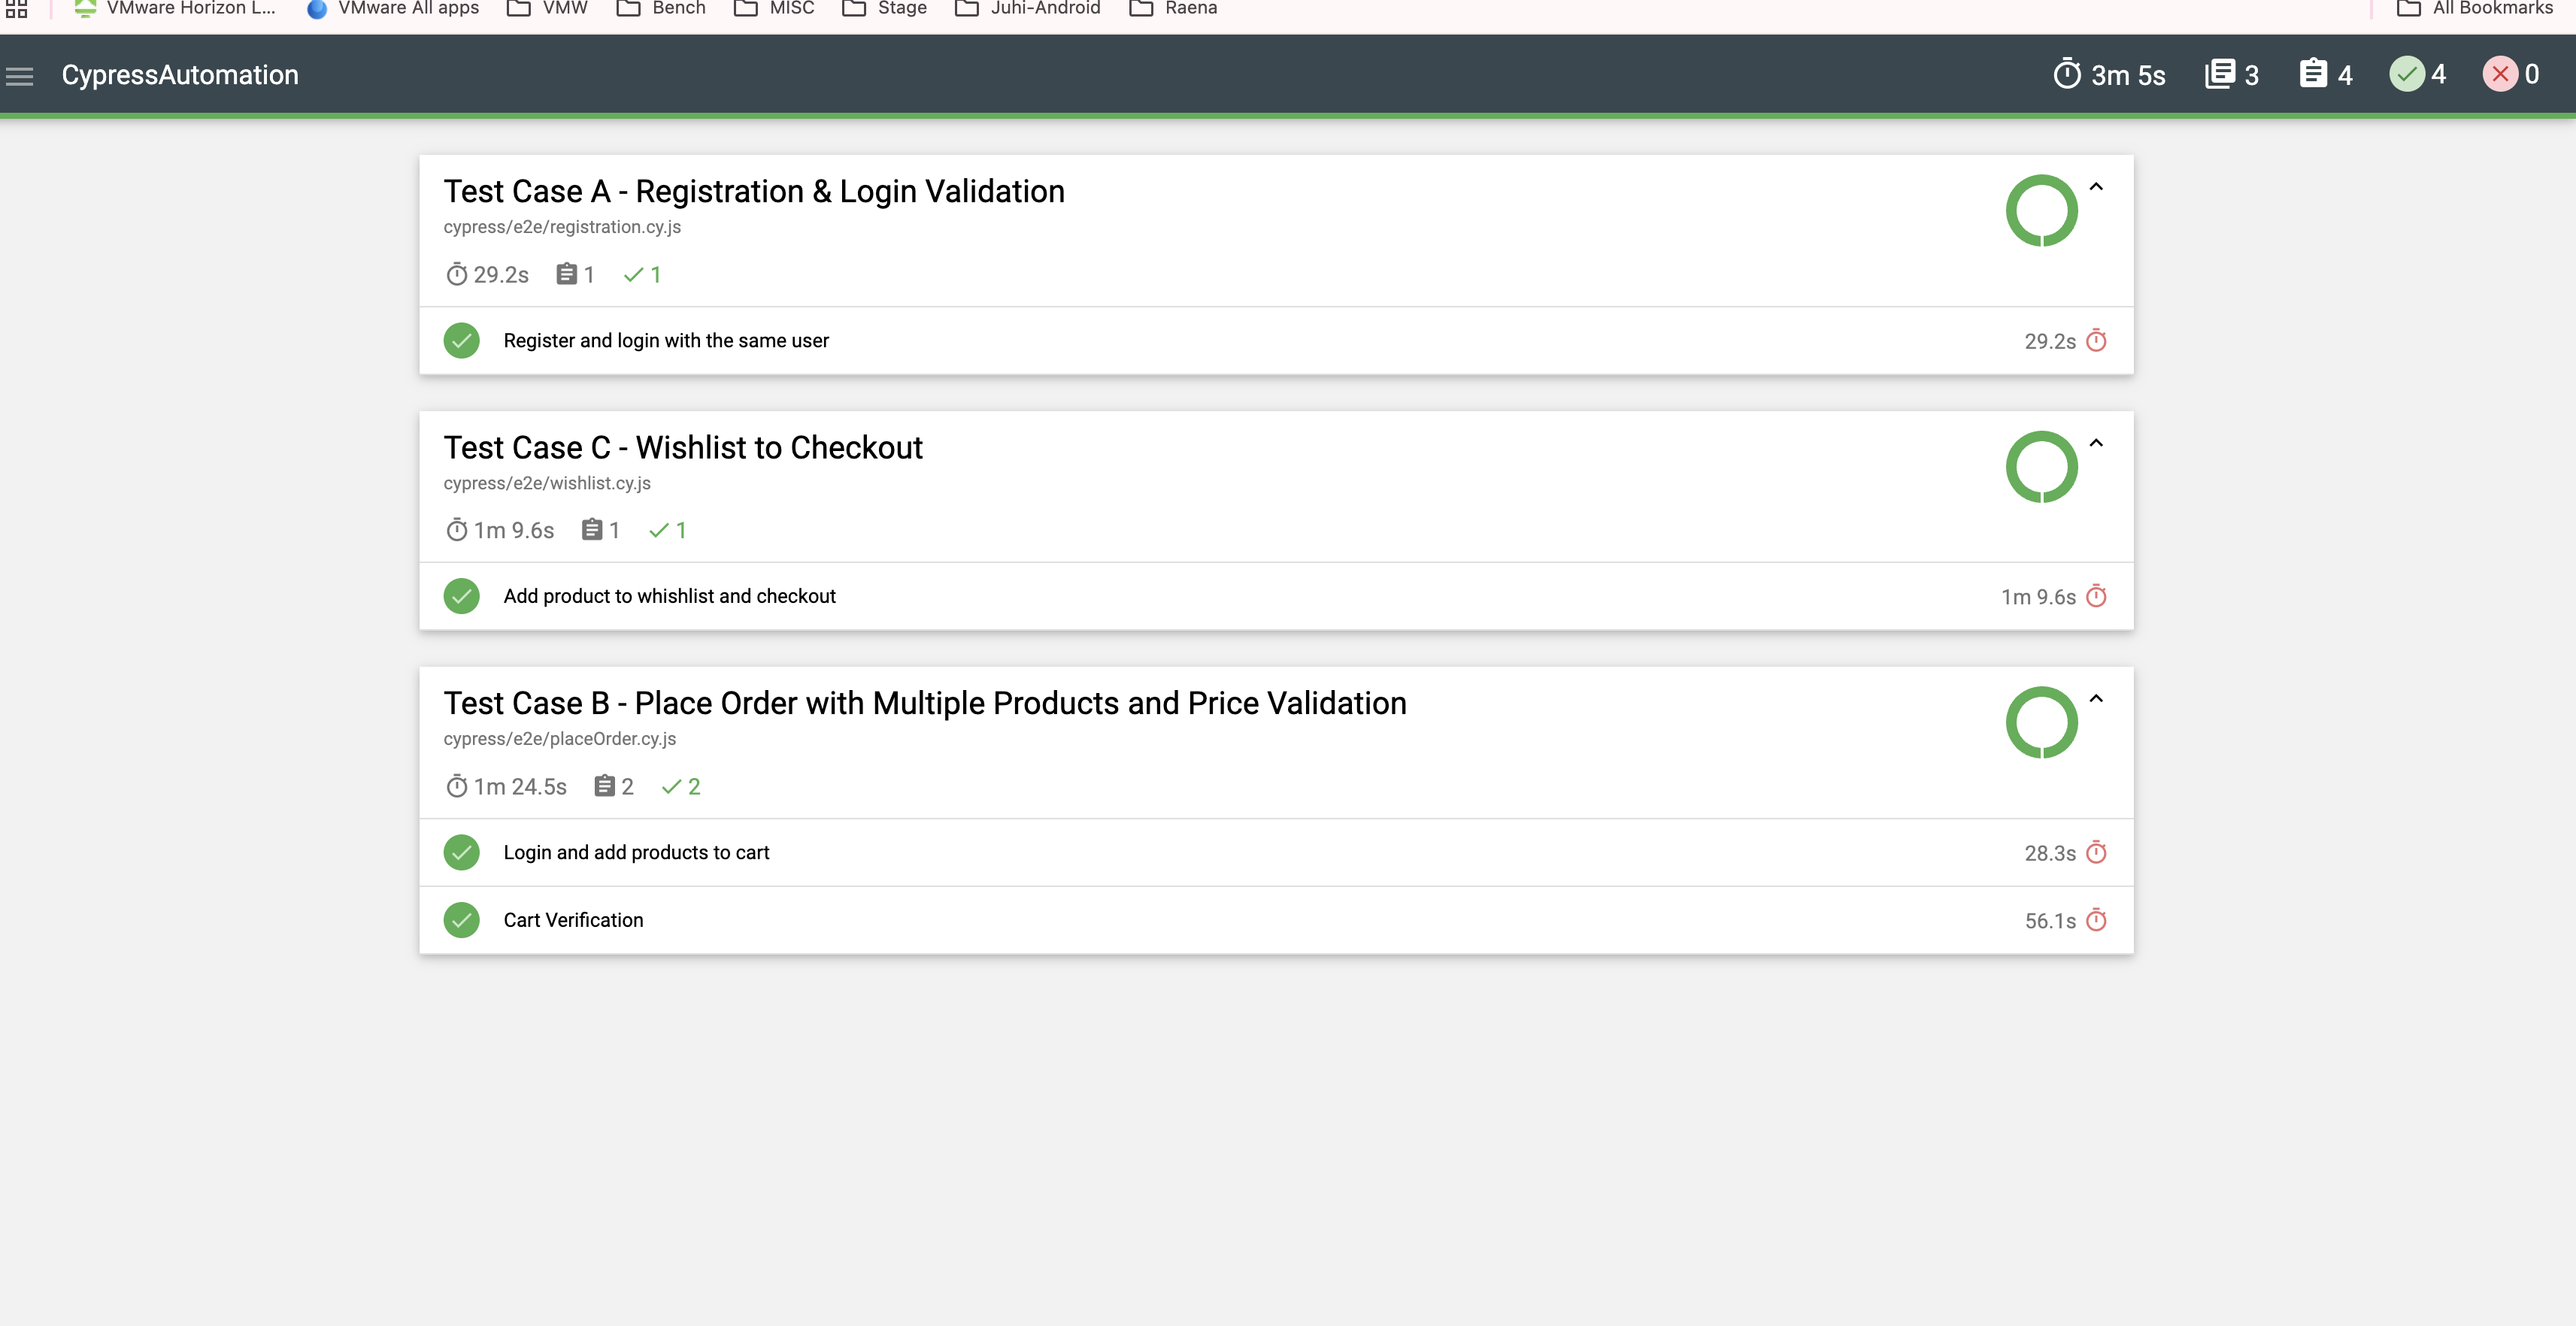 VMware Horizon L... VMware All apps VMW Bench MISC Stage Juhi-Android Raena All Bookmarks
CypressAutomation 3m 5s 3 4 4 0
Test Case A - Registration & Login Validation
cypress/e2e/registration.cy.js
29.2s 1 1
Register and login with the same user 29.2s
Test Case C - Wishlist to Checkout
cypress/e2e/wishlist.cy.js
1m 9.6s 1 1
Add product to whishlist and checkout 1m 9.6s
Test Case B - Place Order with Multiple Products and Price Validation
cypress/e2e/placeOrder.cy.js
1m 24.5s 2 2
Login and add products to cart 28.3s
Cart Verification 56.1s